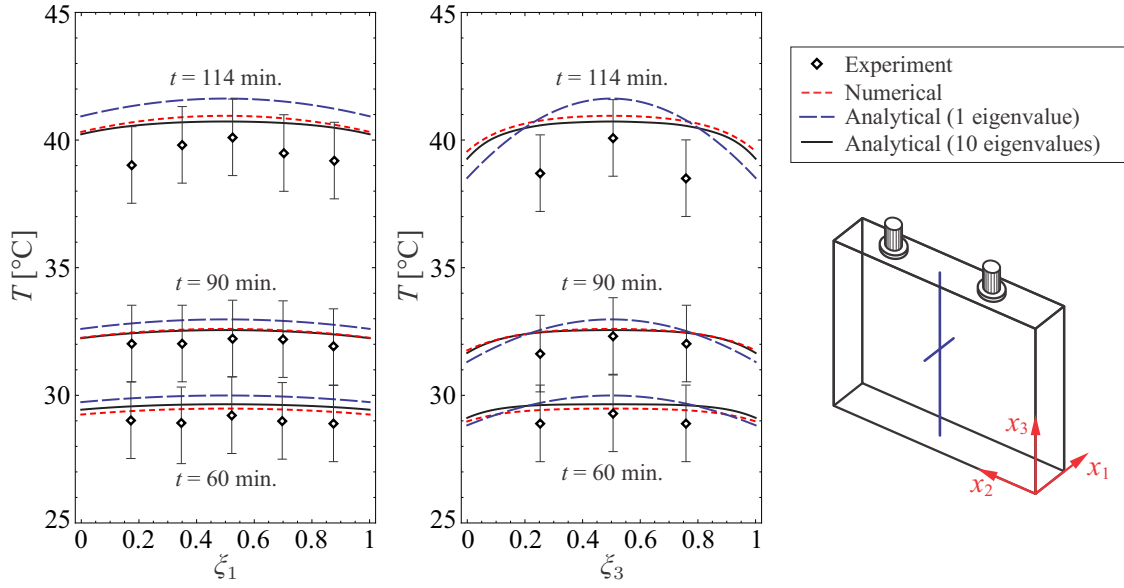 T [°C]
45
40
35
30
25
t = 114 min.
t = 90 min.
t = 60 min.
0 0.2 0.4 0.6 0.8 1
ξ1
T [°C]
45
40
35
30
25
t = 114 min.
t = 90 min.
t = 60 min.
0 0.2 0.4 0.6 0.8 1
ξ3
Experiment
Numerical
Analytical (1 eigenvalue)
Analytical (10 eigenvalues)
x3
x1
x2